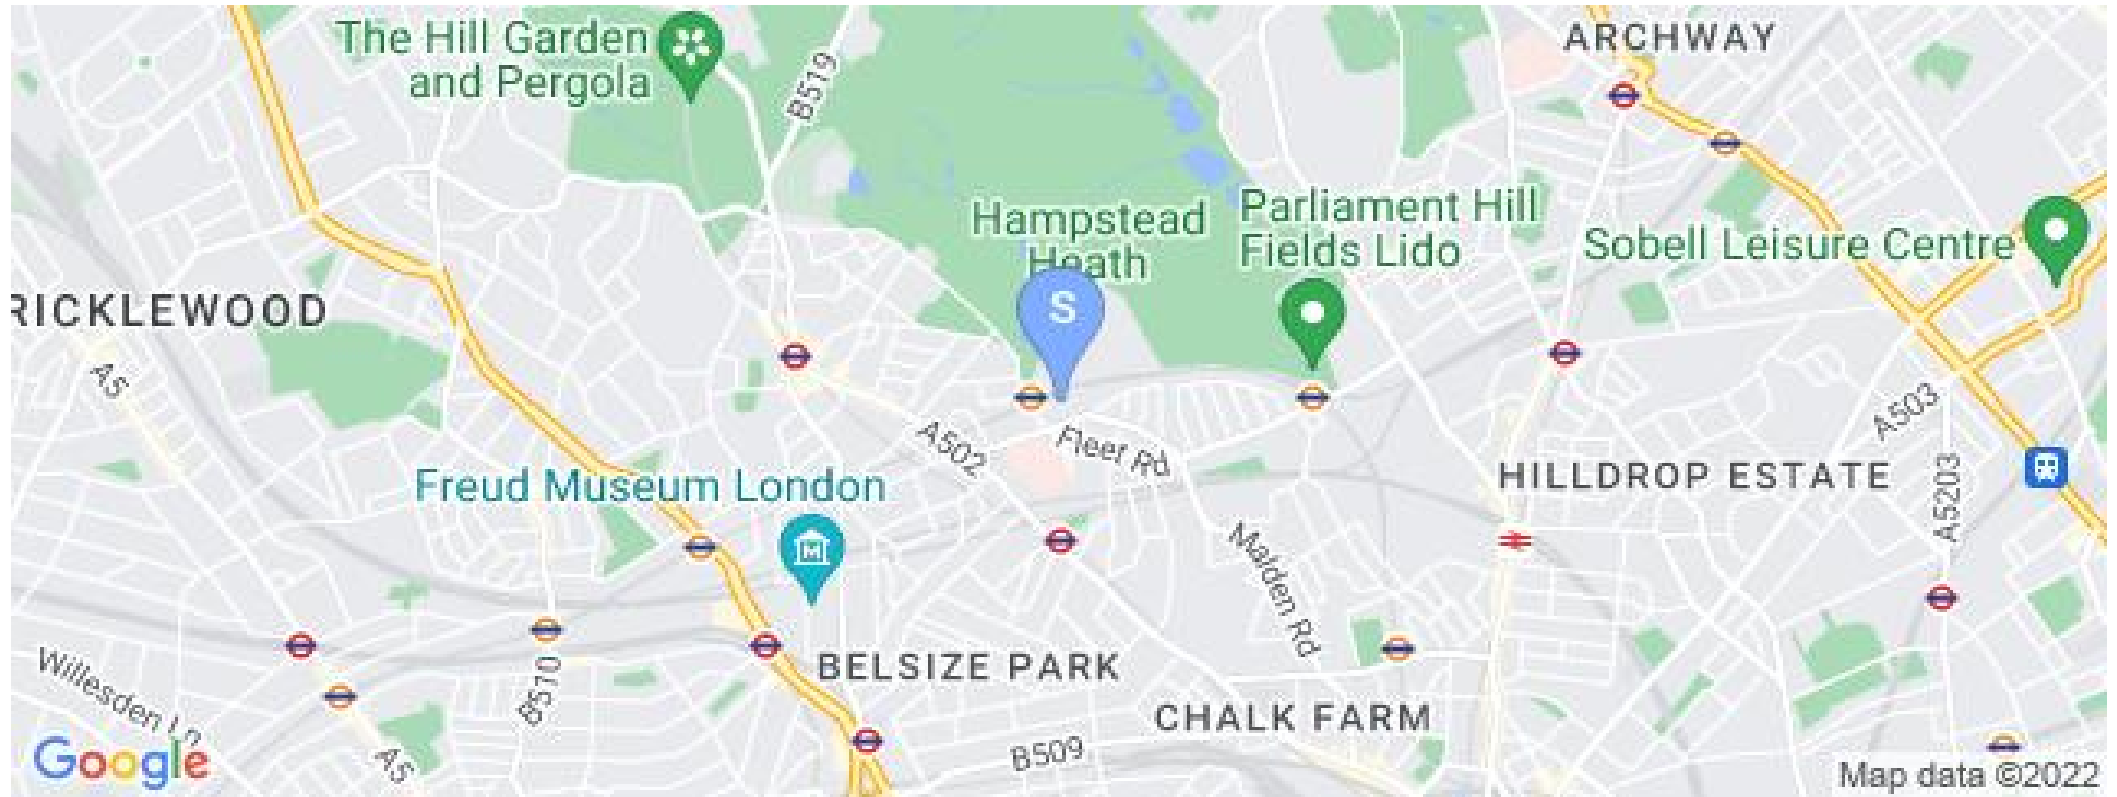 The Hill Garden
and Pergola
B519
ARCHWAY
Hampstead
Heath
Parliament Hill
Fields Lido
Sobell Leisure Centre
RICKLEWOOD
S
A5
A502
Fleet Rd
A503
Freud Museum London
HILLDROP ESTATE
A5203
Malden Rd
Willesden Ln
B510
BELSIZE PARK
CHALK FARM
A5
B509
Google
Map data ©2022